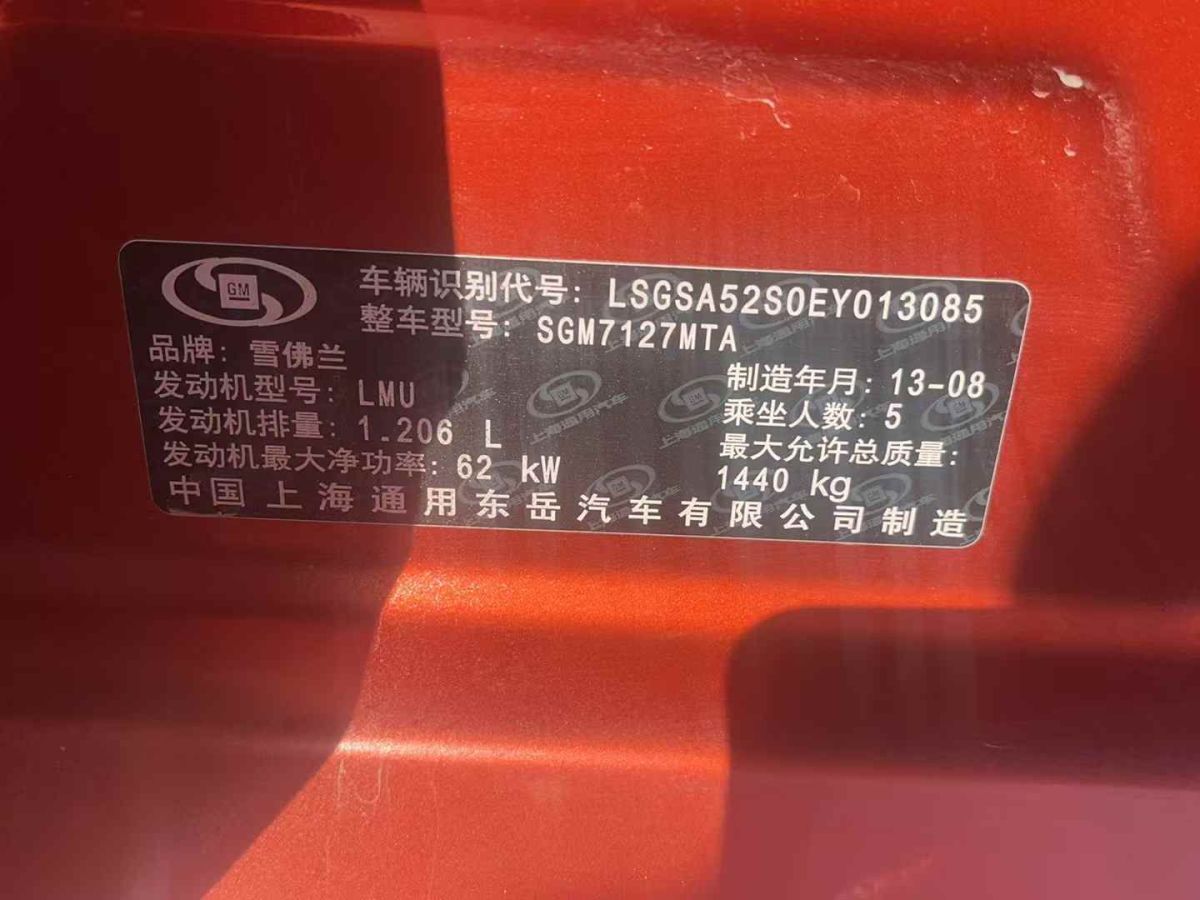 GM
车辆识别代号: LSGSA52S0EY013085
整车型号: SGM7127MTA
品牌: 雪佛兰
发动机型号: LMU
制造年月: 13-08
发动机排量: 1.206 L
乘坐人数: 5
发动机最大净功率: 62 kW
最大允许总质量:
1440 kg
中国上海通用东岳汽车有限公司制造